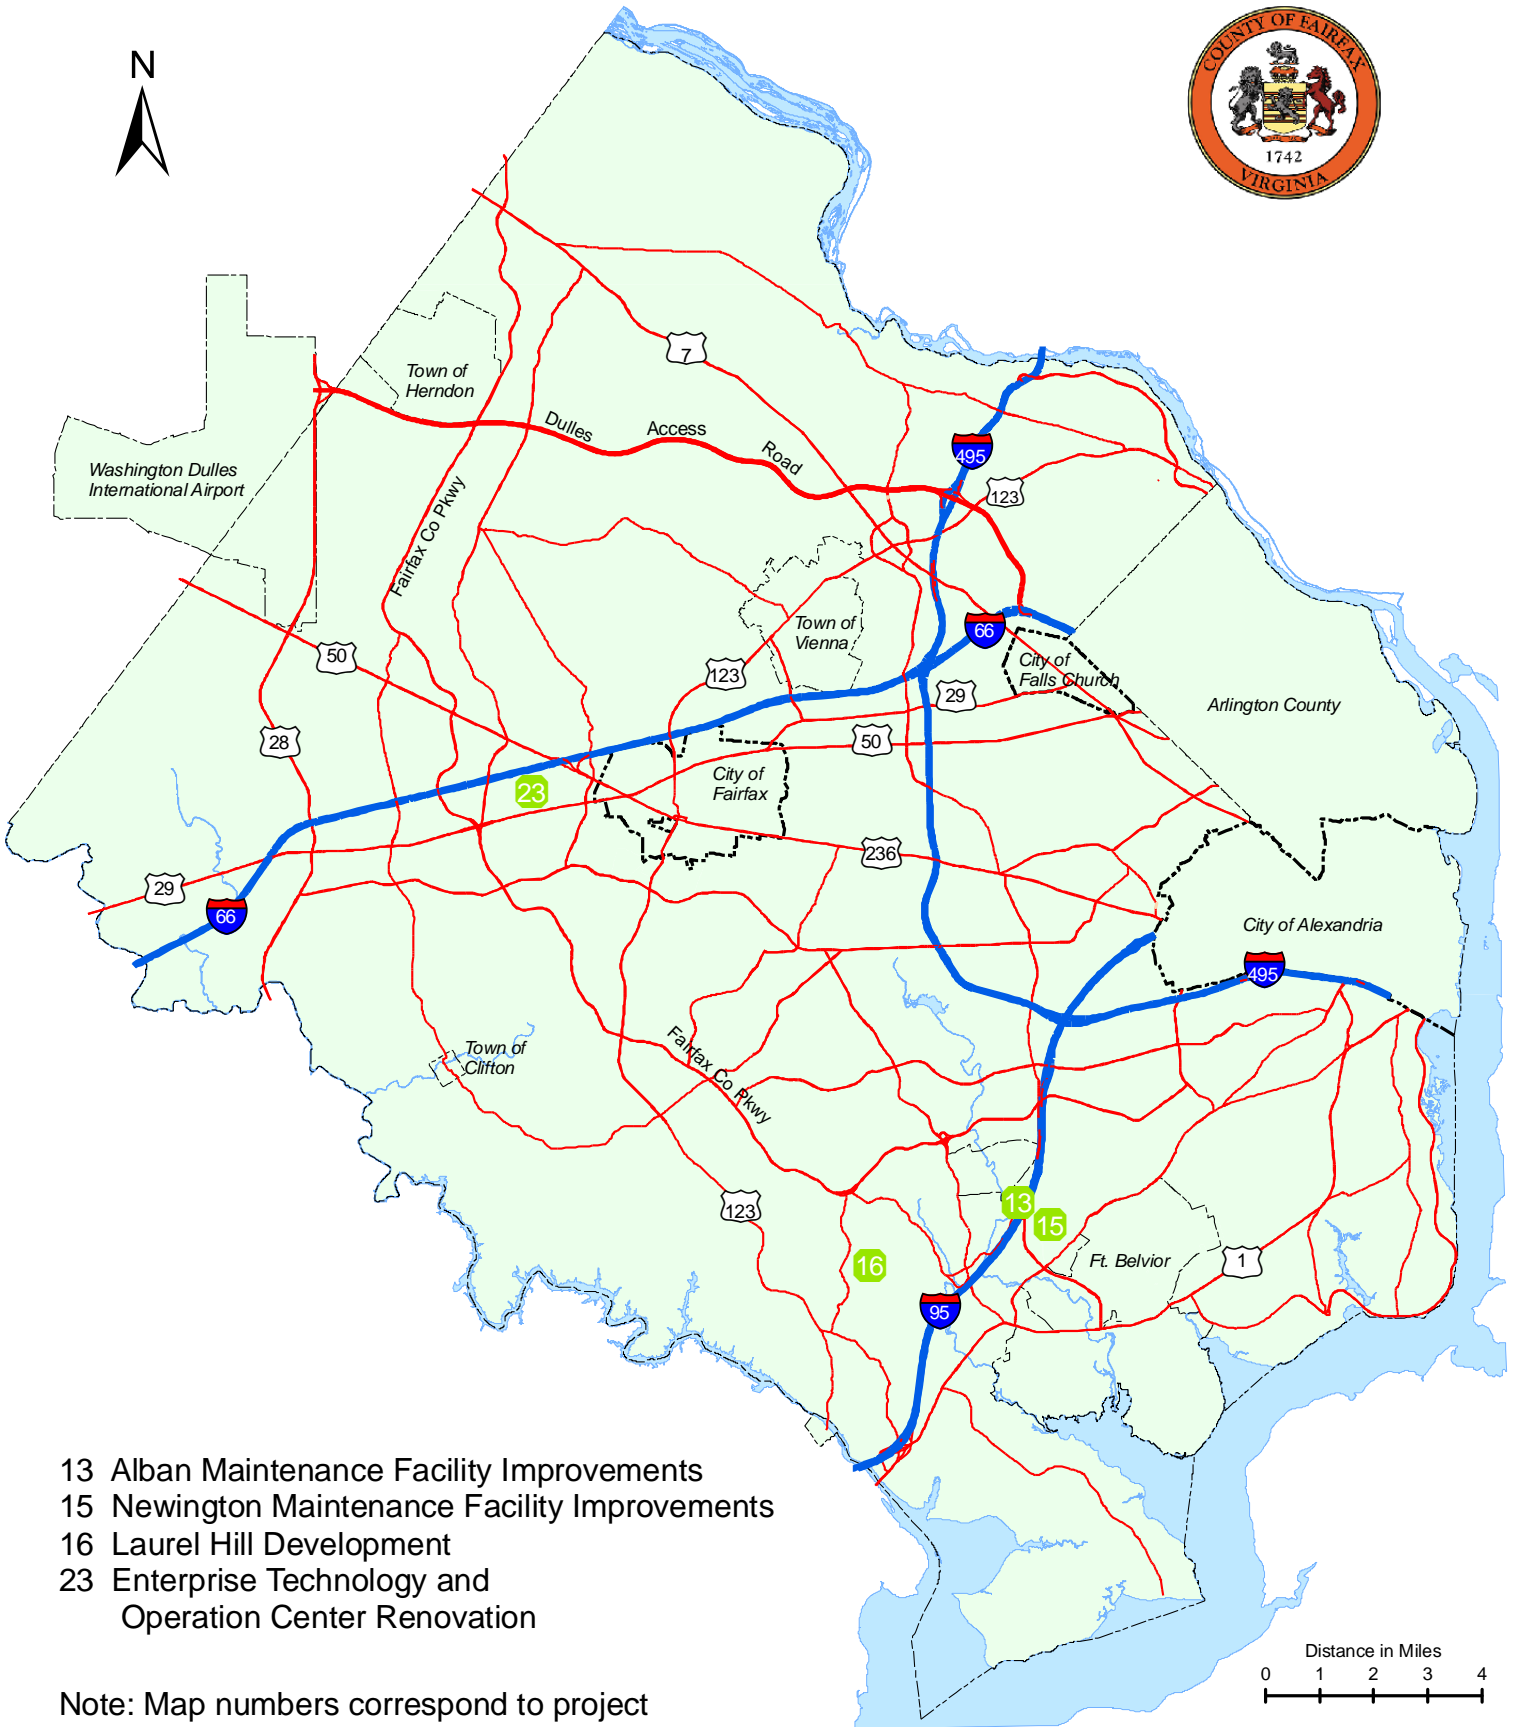 N
COUNTY OF FAIRFAX
1742
VIRGINIA
7
Town of
Herndon
Dulles Access Road
495
Washington Dulles
International Airport
123
Fairfax Co Pkwy
50
Town of
Vienna
66
City of
Falls Church
123
29
Arlington County
28
50
City of
Fairfax
23
236
29
66
City of Alexandria
495
Town of
Clifton
Fairfax Co Pkwy
123
13
15
16
Ft. Belvior
1
95
13 Alban Maintenance Facility Improvements
15 Newington Maintenance Facility Improvements
16 Laurel Hill Development
23 Enterprise Technology and
Operation Center Renovation
Note: Map numbers correspond to project
Distance in Miles
0 1 2 3 4